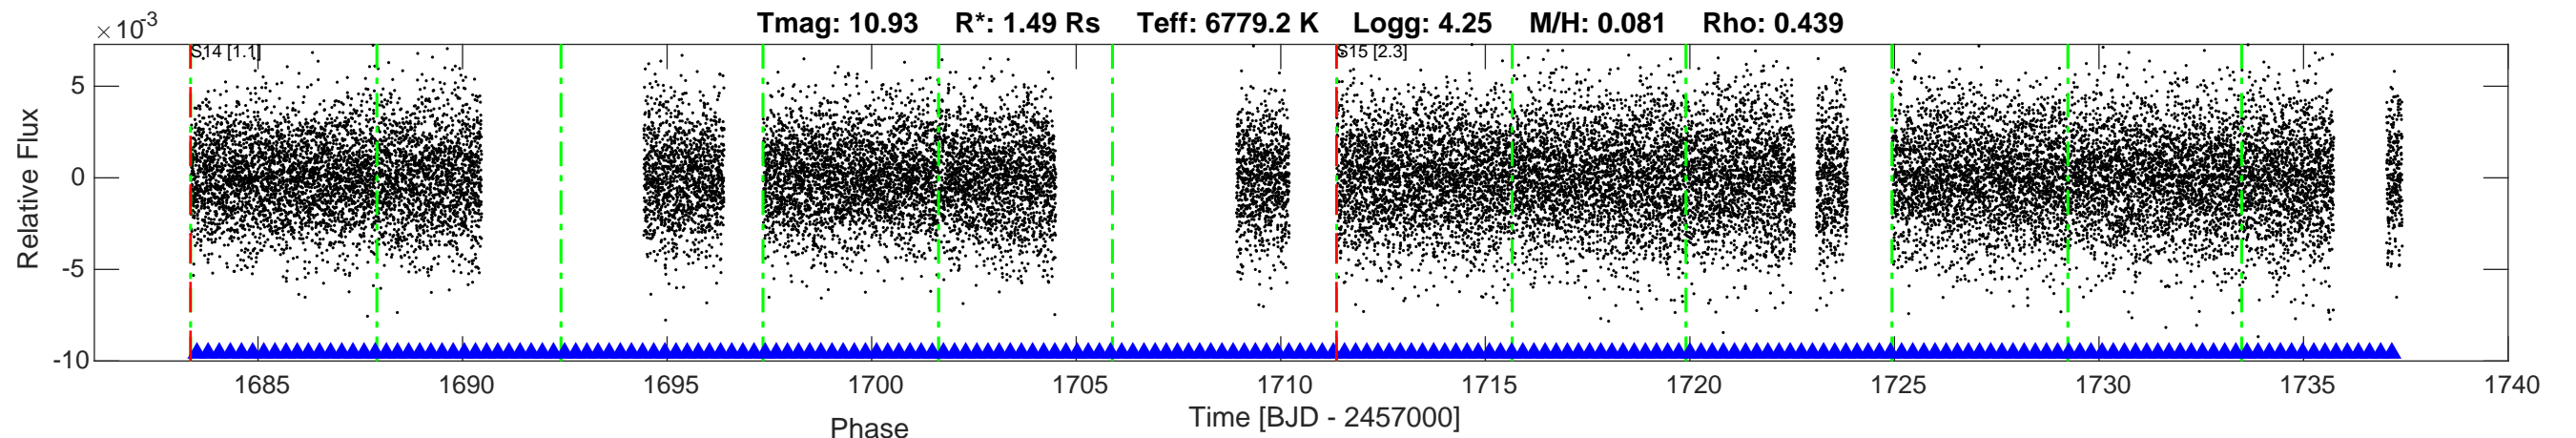 Tmag: 10.93 R*: 1.49 Rs Teff: 6779.2 K Logg: 4.25 M/H: 0.081 Rho: 0.439
×10-3
S14 [1.1]
S15 [2.3]
5
0
-5
-10
Relative Flux
1685 1690 1695 1700 1705 1710 1715 1720 1725 1730 1735 1740
Time [BJD - 2457000]
Phase